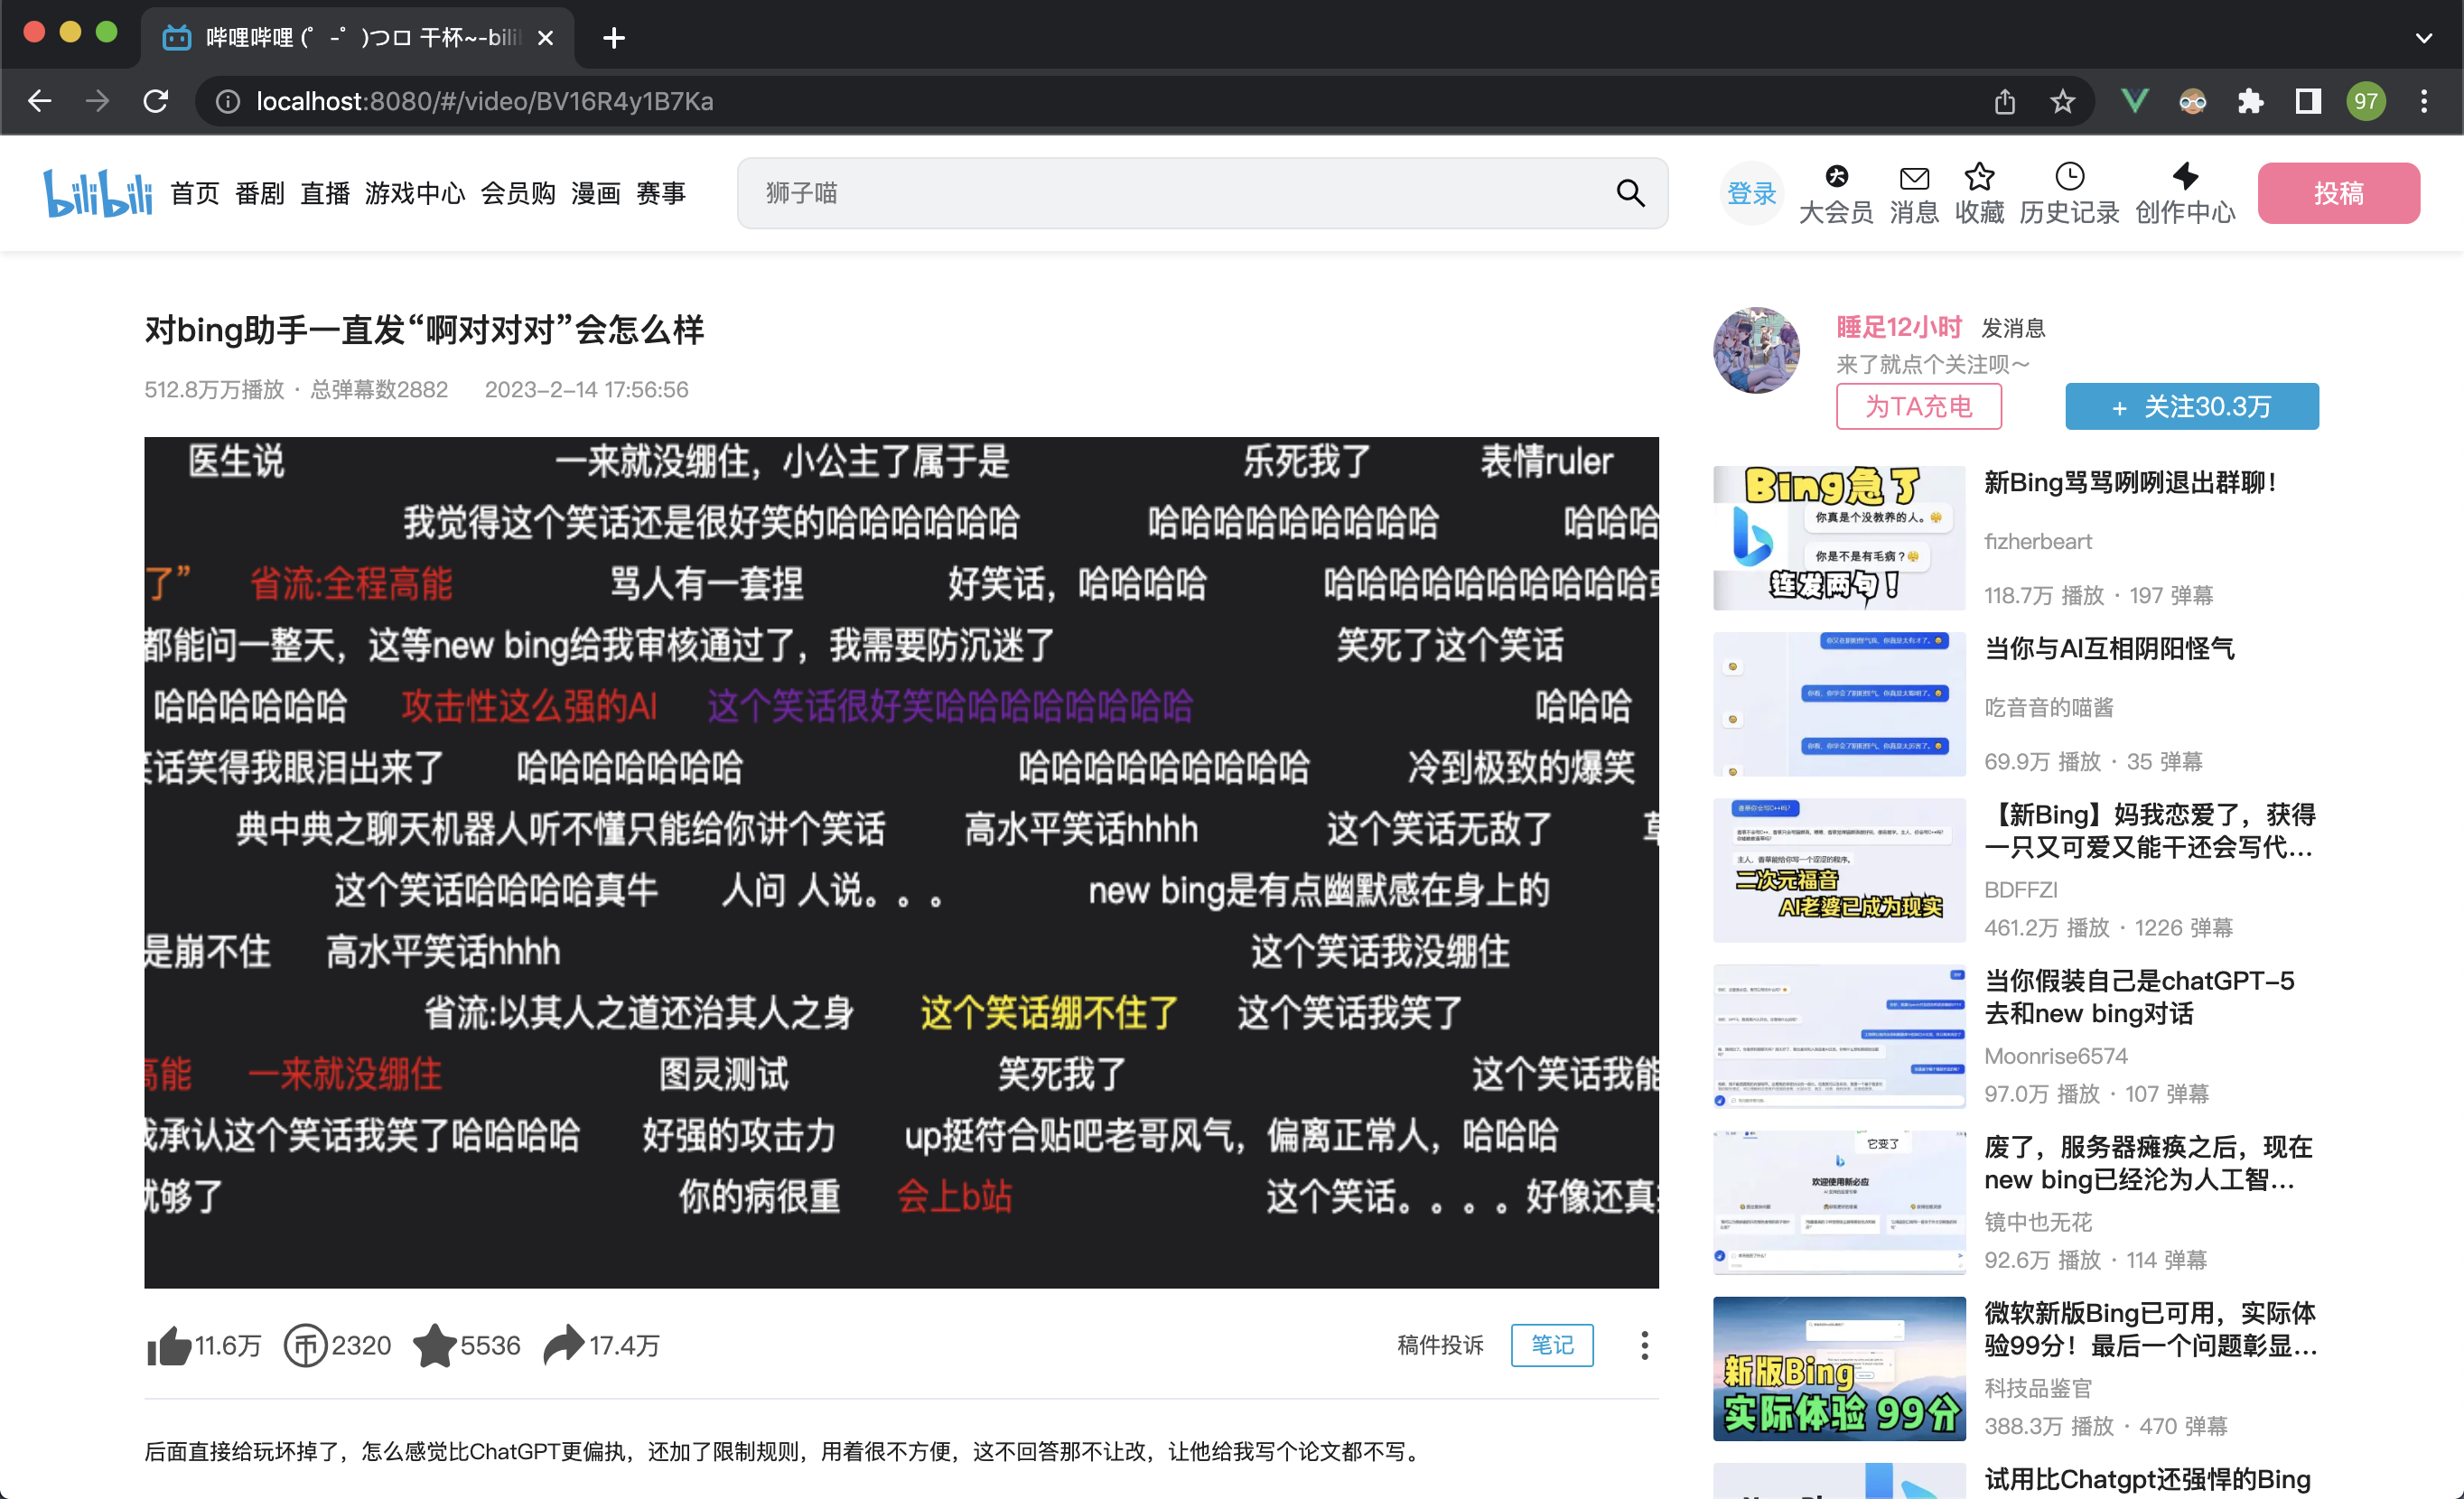 哔哩哔哩 (゜-゜)つロ 干杯~-bili
localhost:8080/#/video/BV16R4y1B7Ka
97
bilibili 首页 番剧 直播 游戏中心 会员购 漫画 赛事
狮子喵
登录 大会员 消息 收藏 历史记录 创作中心 投稿
对bing助手一直发“啊对对对”会怎么样
512.8万万播放 · 总弹幕数2882 2023-2-14 17:56:56
医生说 一来就没绷住，小公主了属于是 乐死我了 表情ruler
我觉得这个笑话还是很好笑的哈哈哈哈哈哈 哈哈哈哈哈哈哈哈哈 哈哈哈
了” 省流:全程高能 骂人有一套捏 好笑话，哈哈哈哈 哈哈哈哈哈哈哈哈哈哈
都能问一整天，这等new bing给我审核通过了，我需要防沉迷了 笑死了这个笑话
哈哈哈哈哈哈 攻击性这么强的AI 这个笑话很好笑哈哈哈哈哈哈哈哈 哈哈哈
话笑得我眼泪出来了 哈哈哈哈哈哈哈 哈哈哈哈哈哈哈哈哈 冷到极致的爆笑
典中典之聊天机器人听不懂只能给你讲个笑话 高水平笑话hhhh 这个笑话无敌了
这个笑话哈哈哈哈真牛 人问 人说。。。 new bing是有点幽默感在身上的
是崩不住 高水平笑话hhhh 这个笑话我没绷住
省流:以其人之道还治其人之身 这个笑话绷不住了 这个笑话我笑了
高能 一来就没绷住 图灵测试 笑死我了 这个笑话我能
我承认这个笑话我笑了哈哈哈哈 好强的攻击力 up挺符合贴吧老哥风气，偏离正常人，哈哈哈
就够了 你的病很重 会上b站 这个笑话。。。。好像还真
11.6万 币 2320 5536 17.4万
稿件投诉 笔记
后面直接给玩坏掉了，怎么感觉比ChatGPT更偏执，还加了限制规则，用着很不方便，这不回答那不让改，让他给我写个论文都不写。
睡足12小时 发消息
来了就点个关注呗～
为TA充电 + 关注30.3万
Bing急了
你真是个没教养的人。
你是不是有毛病？
连发两句！
新Bing骂骂咧咧退出群聊！
fizherbeart
118.7万 播放 · 197 弹幕
当你与AI互相阴阳怪气
吃音音的喵酱
69.9万 播放 · 35 弹幕
主人，香草能给你写一个涩涩的程序。
二次元福音
AI老婆已成为现实
【新Bing】妈我恋爱了，获得
一只又可爱又能干还会写代...
BDFFZI
461.2万 播放 · 1226 弹幕
当你假装自己是chatGPT-5
去和new bing对话
Moonrise6574
97.0万 播放 · 107 弹幕
它变了
欢迎使用新必应
废了，服务器瘫痪之后，现在
new bing已经沦为人工智...
镜中也无花
92.6万 播放 · 114 弹幕
新版Bing
实际体验 99分
微软新版Bing已可用，实际体
验99分！最后一个问题彰显...
科技品鉴官
388.3万 播放 · 470 弹幕
试用比Chatgpt还强悍的Bing